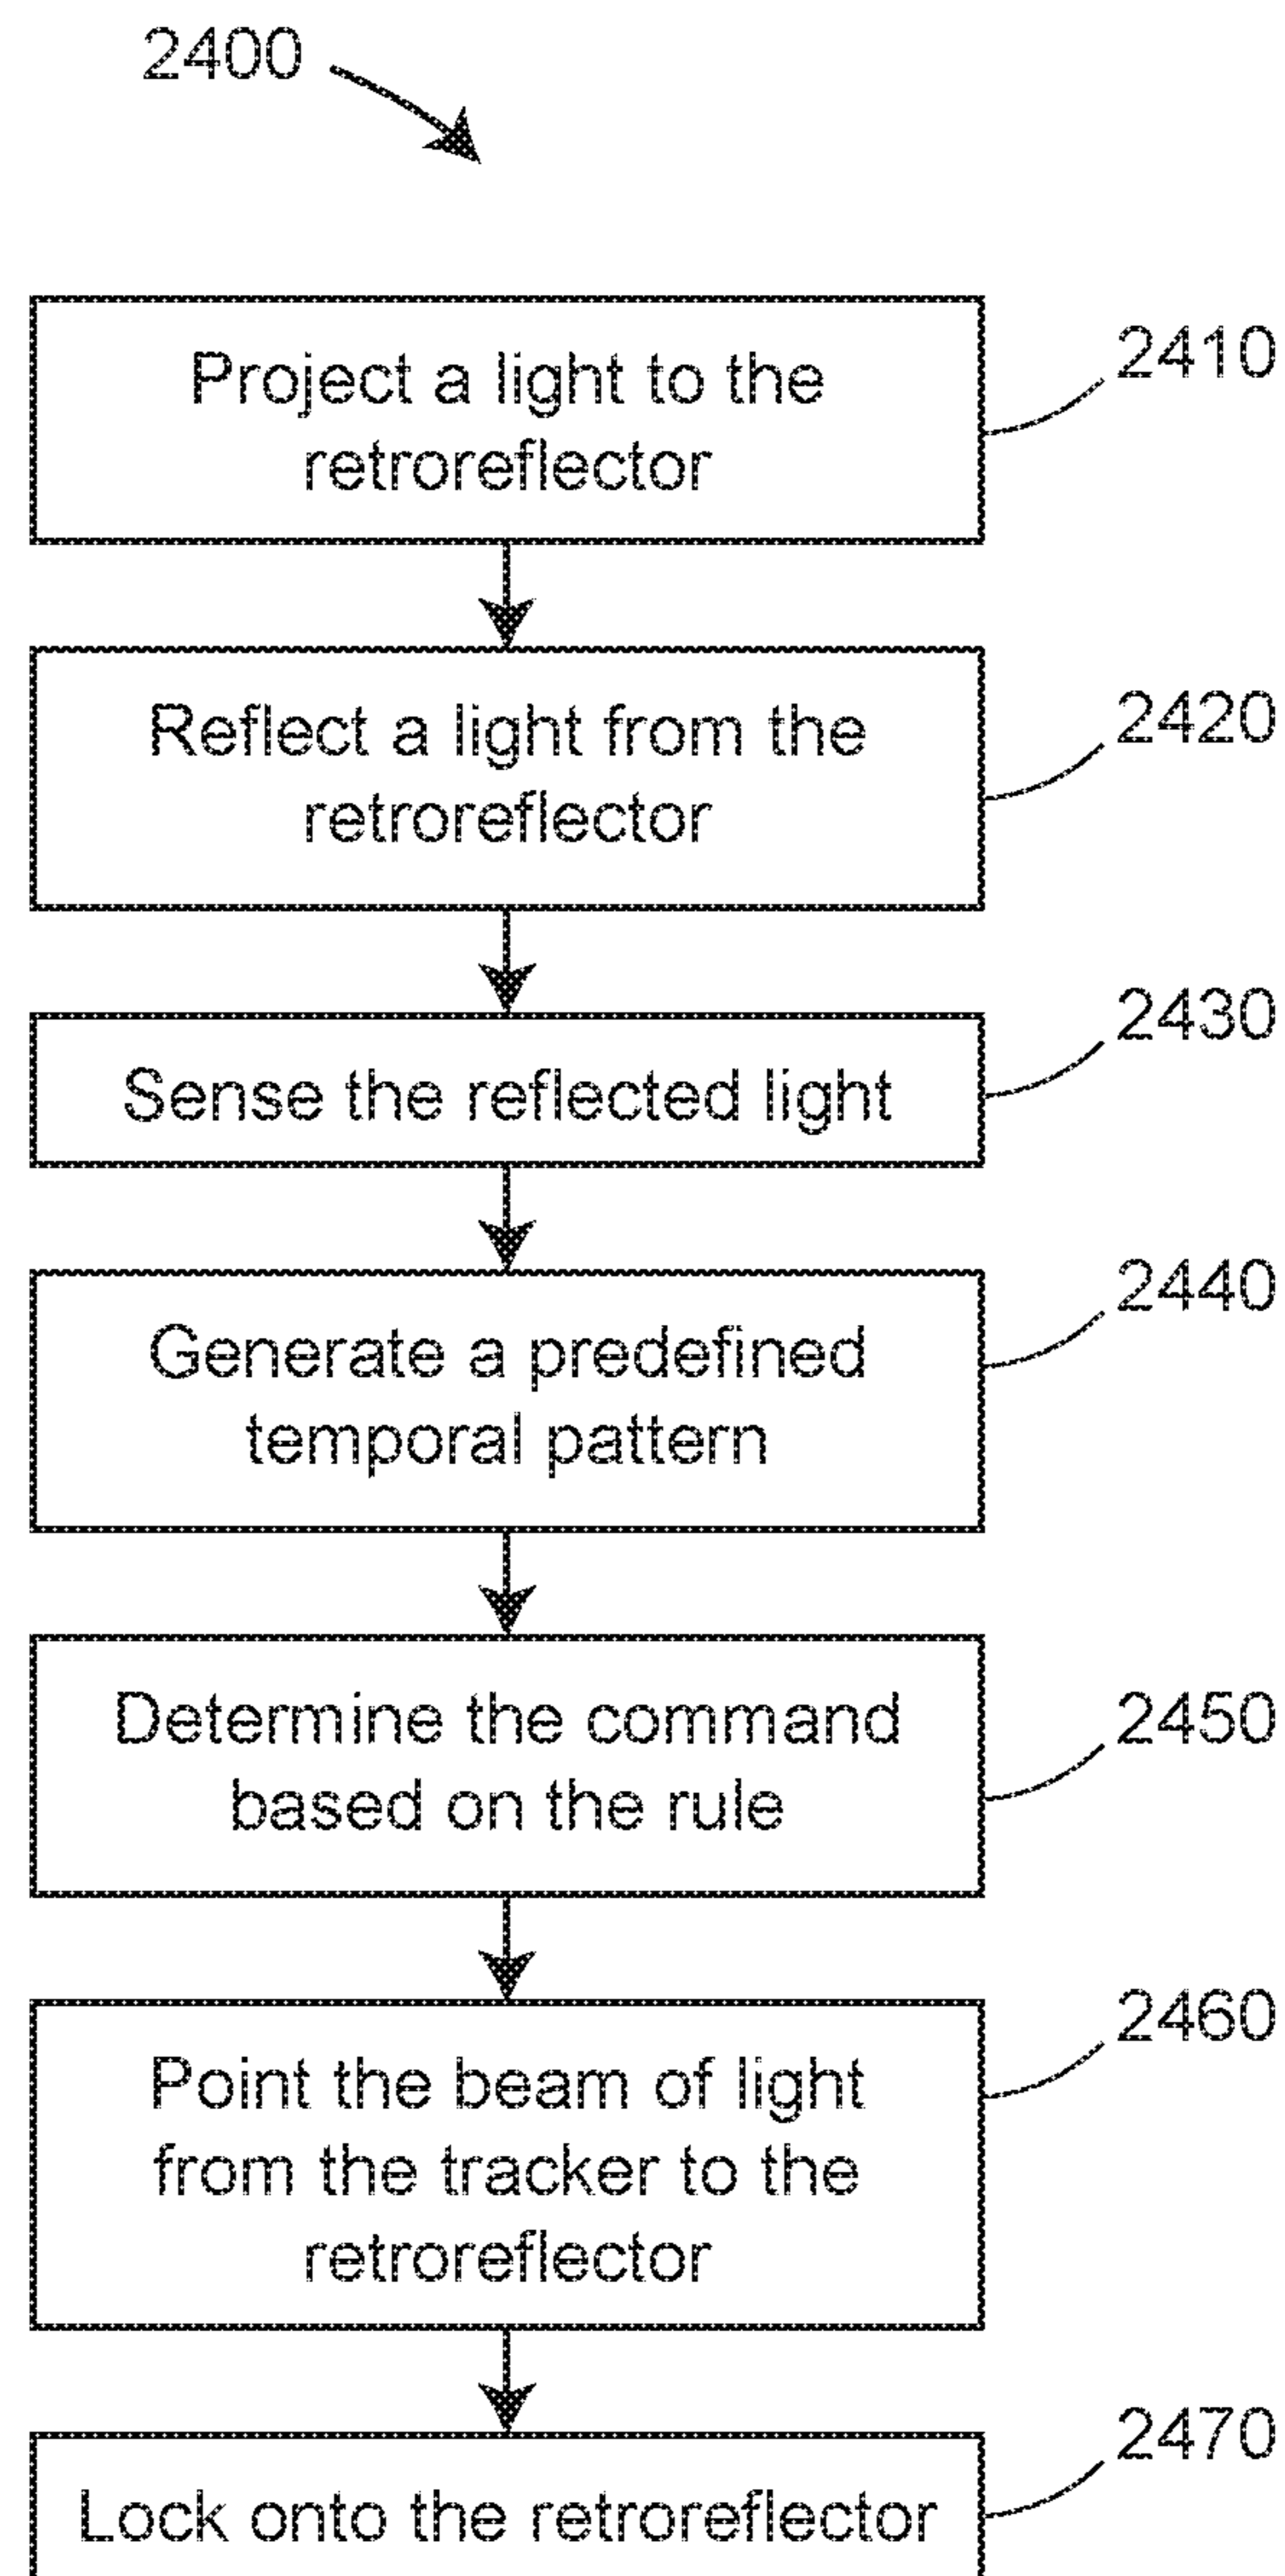 2400
Project a light to the
retroreflector
2410
Reflect a light from the
retroreflector
2420
Sense the reflected light
2430
Generate a predefined
temporal pattern
2440
Determine the command
based on the rule
2450
Point the beam of light
from the tracker to the
retroreflector
2460
Lock onto the retroreflector
2470